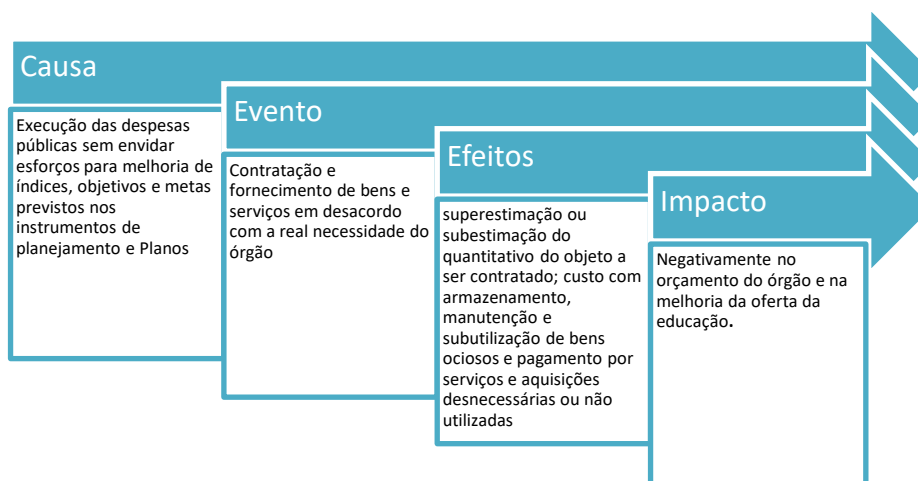 Causa
Execução das despesas
públicas sem envidar
esforços para melhoria de
índices, objetivos e metas
previstos nos
instrumentos de
planejamento e Planos
Evento
Contratação e
fornecimento de bens e
serviços em desacordo
com a real necessidade do
órgão
Efeitos
superestimação ou
subestimação do
quantitativo do objeto a
ser contratado; custo com
armazenamento,
manutenção e
subutilização de bens
ociosos e pagamento por
serviços e aquisições
desnecessárias ou não
utilizadas
Impacto
Negativamente no
orçamento do órgão e na
melhoria da oferta da
educação.